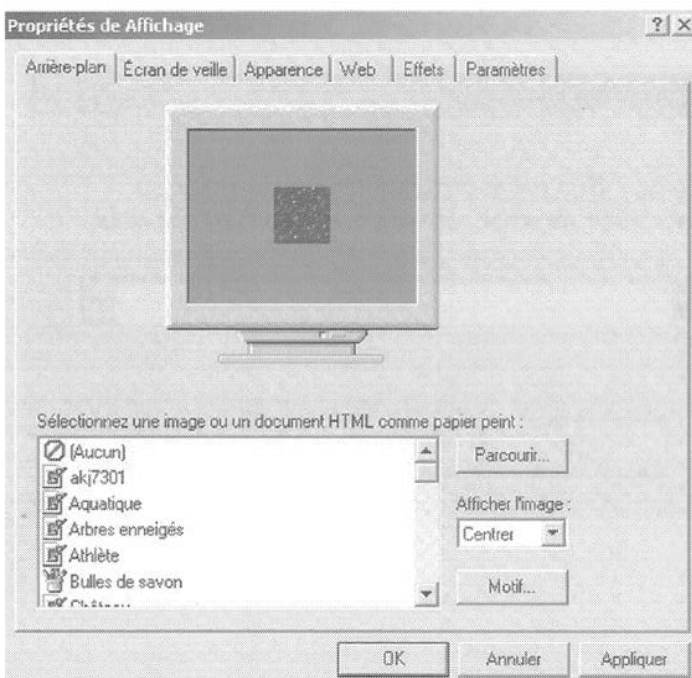 Propriétés de Affichage
Arrière-plan Écran de veille Apparence Web Effets Paramètres
Sélectionnez une image ou un document HTML comme papier peint :
(Aucun)
akj7301
Aquatique
Arbres enneigés
Athlète
Bulles de savon
Parcourir...
Afficher l'image :
Centrer
Motif...
OK Annuler Appliquer